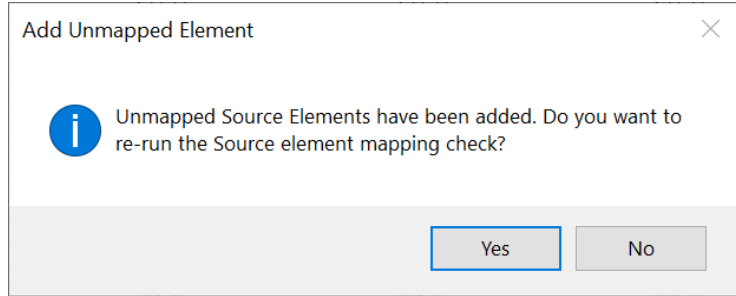 Add Unmapped Element
Unmapped Source Elements have been added. Do you want to
re-run the Source element mapping check?
Yes
No